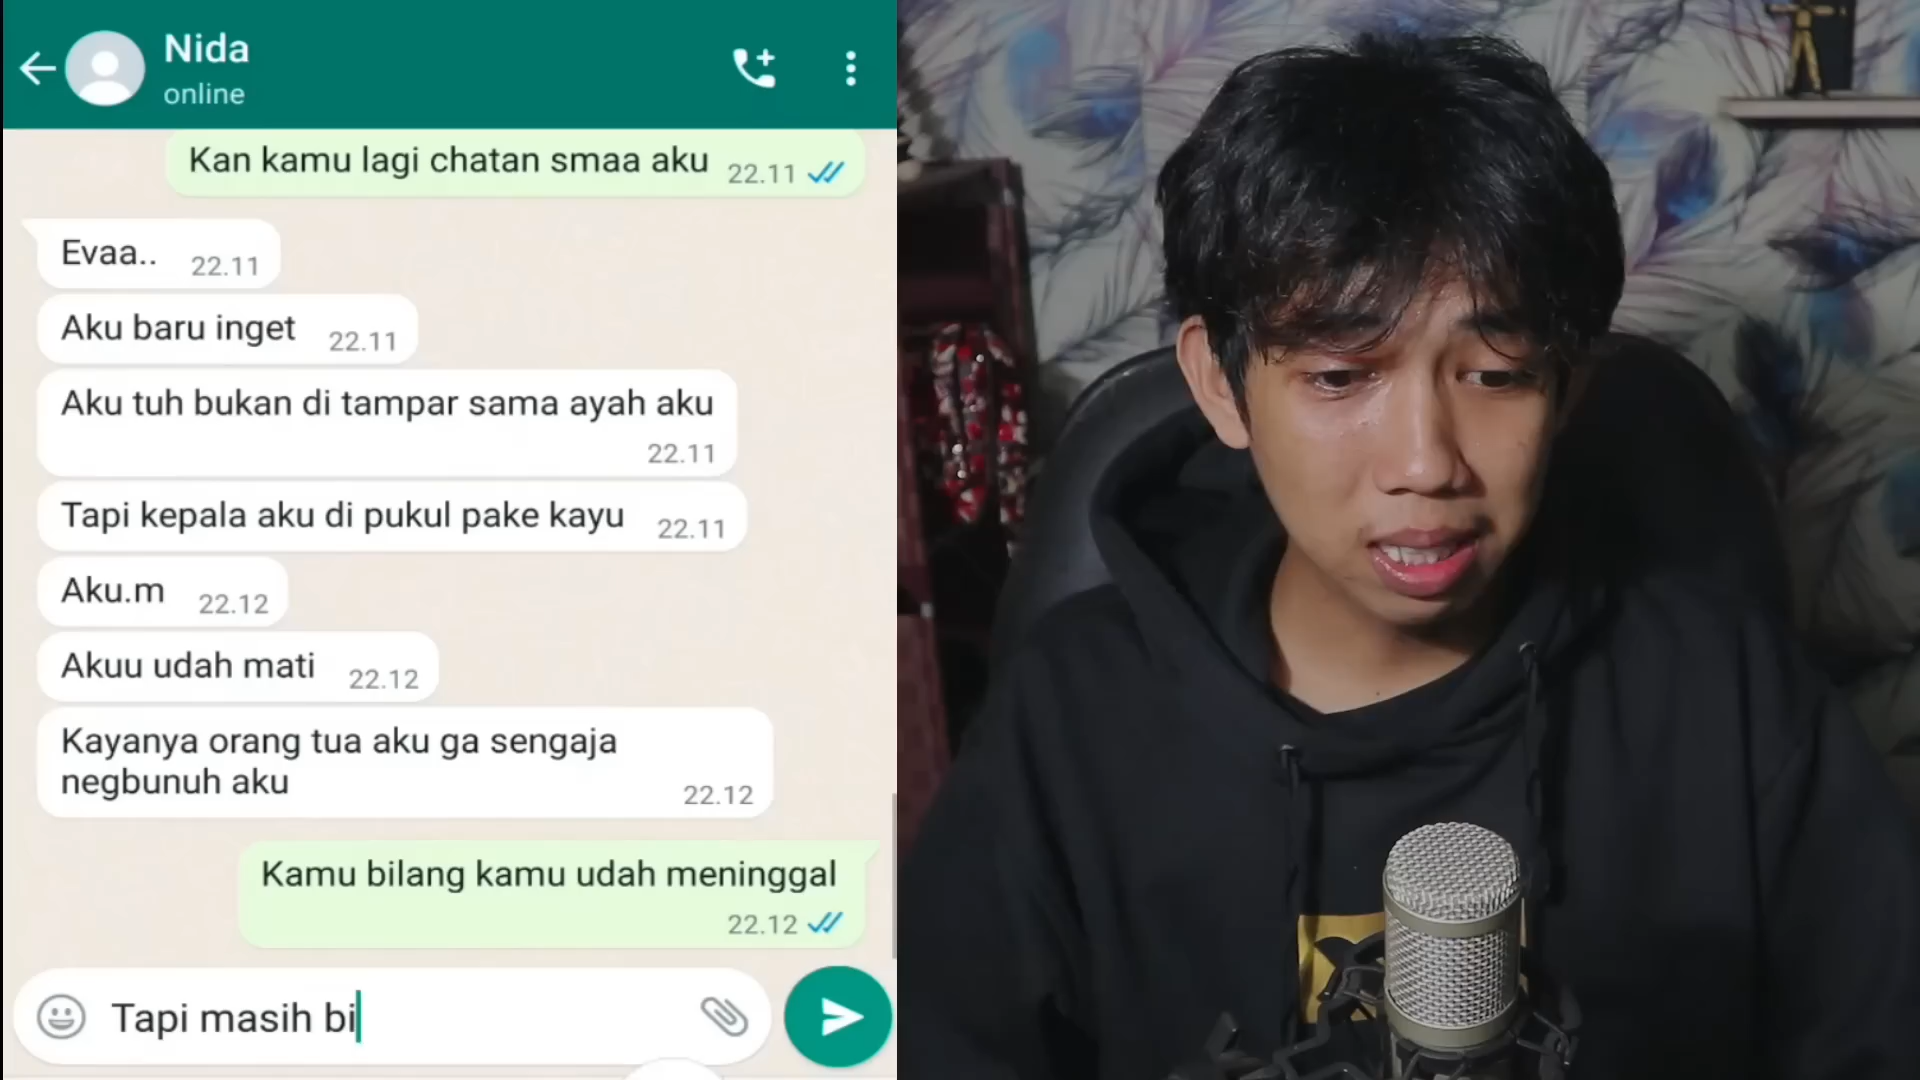 Nida
online
Kan kamu lagi chatan smaa aku 22.11
Evaa.. 22.11
Aku baru inget 22.11
Aku tuh bukan di tampar sama ayah aku
22.11
Tapi kepala aku di pukul pake kayu 22.11
Aku.m 22.12
Akuu udah mati 22.12
Kayanya orang tua aku ga sengaja
negbunuh aku
22.12
Kamu bilang kamu udah meninggal
22.12
Tapi masih bi